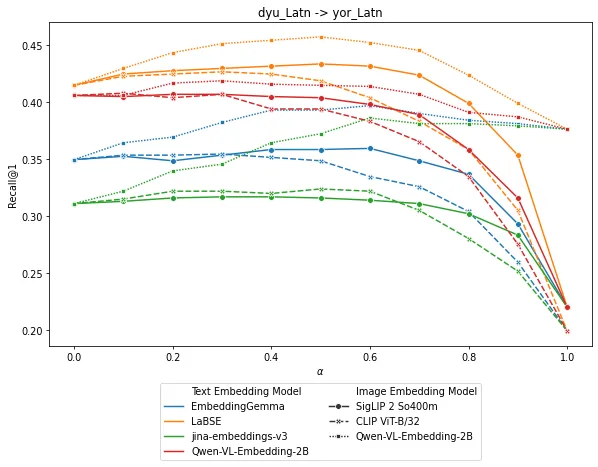 dyu_Latn -> yor_Latn
Recall@1
0.45
0.40
0.35
0.30
0.25
0.20
0.0 0.2 0.4 0.6 0.8 1.0
α
Text Embedding Model Image Embedding Model
EmbeddingGemma SigLIP 2 So400m
LaBSE CLIP ViT-B/32
jina-embeddings-v3 Qwen-VL-Embedding-2B
Qwen-VL-Embedding-2B